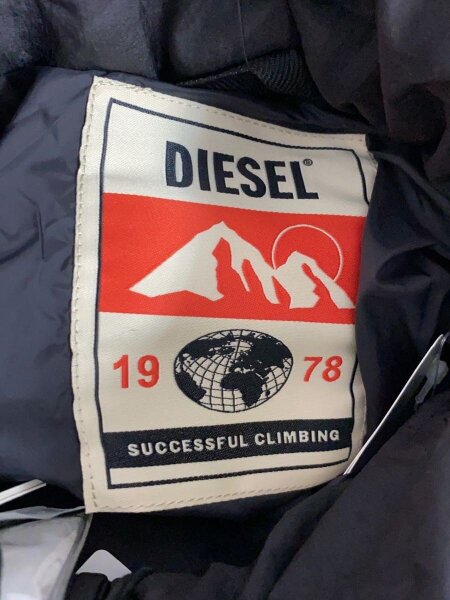 DIESEL®
19 78
SUCCESSFUL CLIMBING